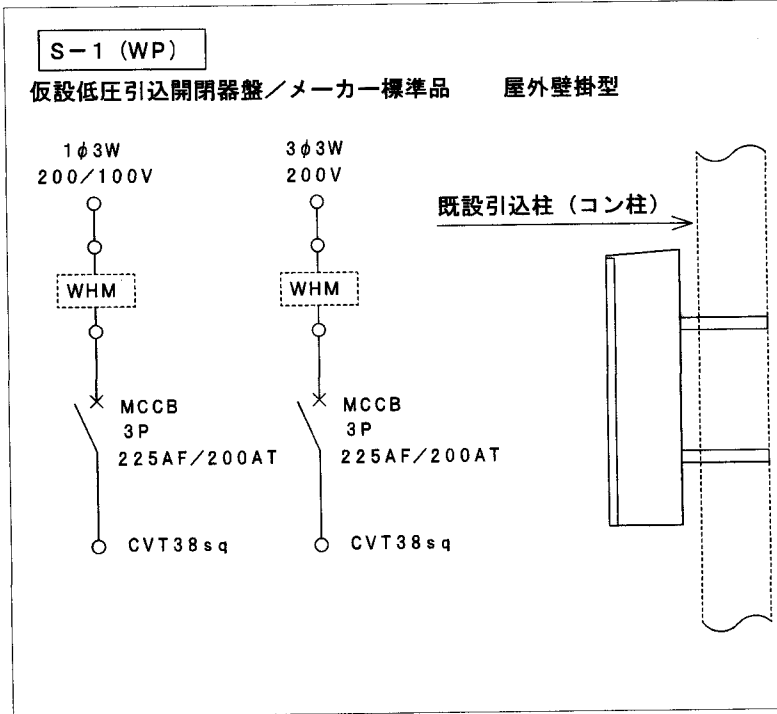 S－1（WP）
仮設低圧引込開閉器盤／メーカー標準品　屋外壁掛型
1φ3W
200/100V
3φ3W
200V
既設引込柱（コン柱）
WHM
WHM
MCCB
3P
225AF/200AT
MCCB
3P
225AF/200AT
CVT38sq
CVT38sq